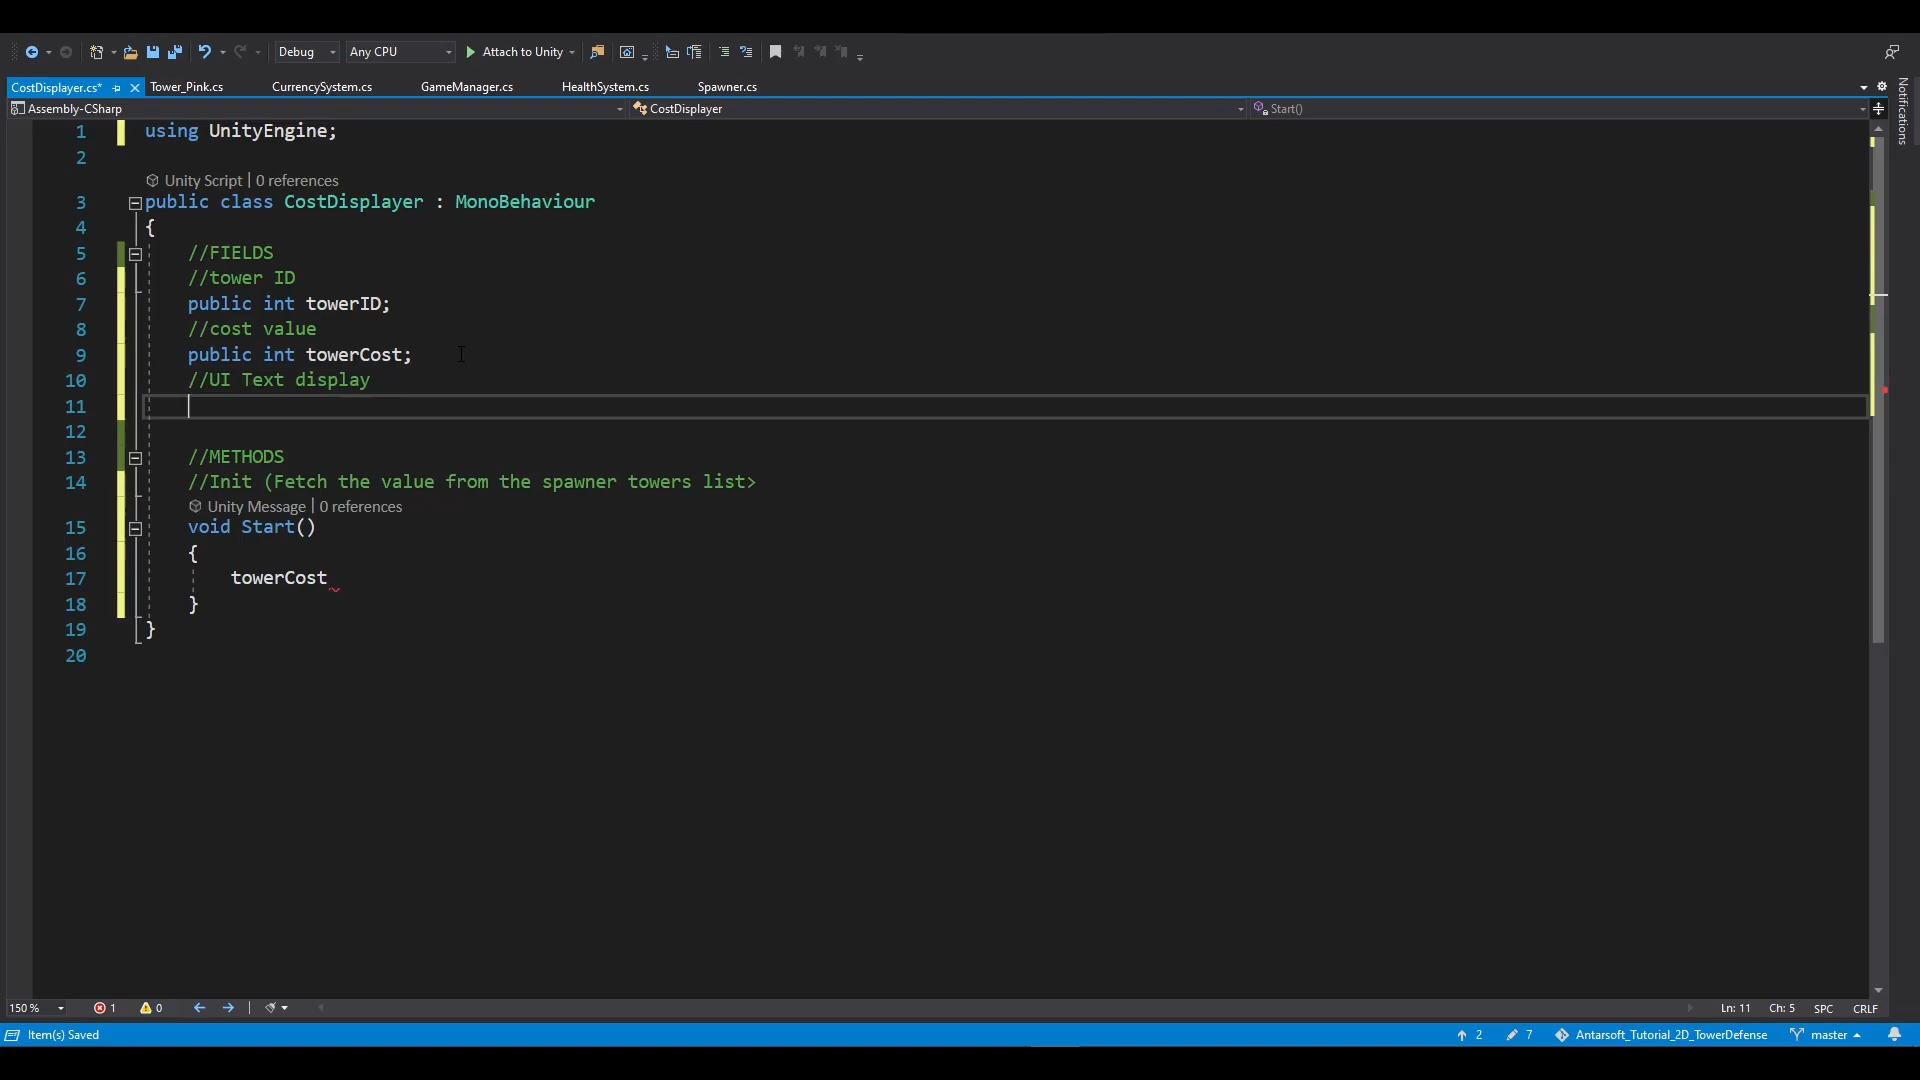 Debug Any CPU Attach to Unity
CostDisplayer.cs* Tower_Pink.cs CurrencySystem.cs GameManager.cs HealthSystem.cs Spawner.cs
Notifications
Assembly-CSharp CostDisplayer Start()
1 using UnityEngine;
2
Unity Script | 0 references
3 public class CostDisplayer : MonoBehaviour
4 {
5 //FIELDS
6 //tower ID
7 public int towerID;
8 //cost value
9 public int towerCost;
10 //UI Text display
11
12
13 //METHODS
14 //Init (Fetch the value from the spawner towers list>
Unity Message | 0 references
15 void Start()
16 {
17 towerCost
18 }
19 }
20
150 % 1 0 Ln: 11 Ch: 5 SPC CRLF
Item(s) Saved 2 7 Antarsoft_Tutorial_2D_TowerDefense master